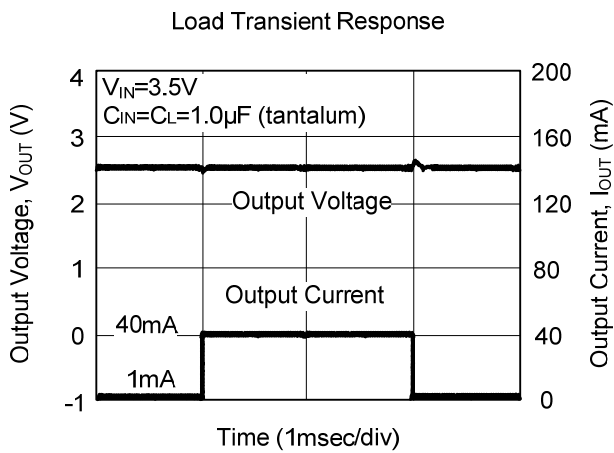 Load Transient Response
Output Voltage, VOUT (V)
4
3
2
1
0
-1
VIN=3.5V
CIN=CL=1.0µF (tantalum)
Output Voltage
Output Current
40mA
1mA
200
160
140
80
40
0
Output Current, IOUT (mA)
Time (1msec/div)